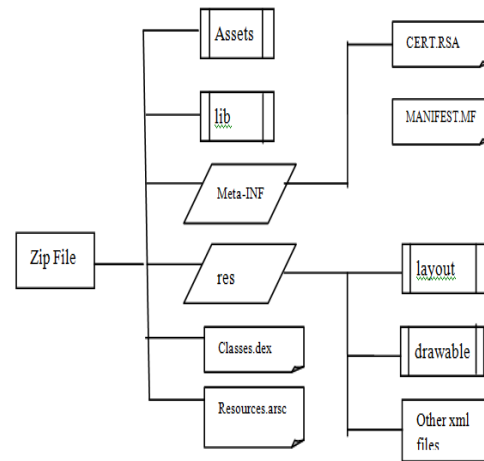 Assets
CERT.RSA
lib
MANIFEST.MF
Meta-INF
Zip File
res
layout
Classes.dex
drawable
Resources.arsc
Other xml
files